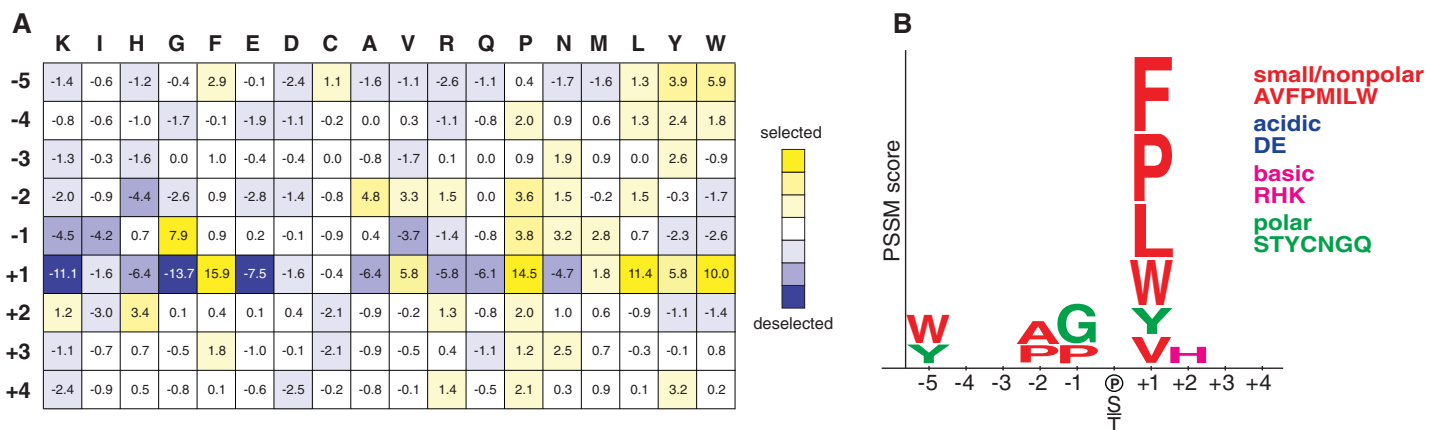 A
K I H G F E D C A V R Q P N M L Y W
-5 -1.4 -0.6 -1.2 -0.4 2.9 -0.1 -2.4 1.1 -1.6 -1.1 -2.6 -1.1 0.4 -1.7 -1.6 1.3 3.9 5.9
-4 -0.8 -0.6 -1.0 -1.7 -0.1 -1.9 -1.1 -0.2 0.0 0.3 -1.1 -0.8 2.0 0.9 0.6 1.3 2.4 1.8
-3 -1.3 -0.3 -1.6 0.0 1.0 -0.4 -0.4 0.0 -0.8 -1.7 0.1 0.0 0.9 1.9 0.9 0.0 2.6 -0.9
-2 -2.0 -0.9 -4.4 -2.6 0.9 -2.8 -1.4 -0.8 4.8 3.3 1.5 0.0 3.6 1.5 -0.2 1.5 -0.3 -1.7
-1 -4.5 -4.2 0.7 7.9 0.9 0.2 -0.1 -0.9 0.4 -3.7 -1.4 -0.8 3.8 3.2 2.8 0.7 -2.3 -2.6
+1 -11.1 -1.6 -6.4 -13.7 15.9 -7.5 -1.6 -0.4 -6.4 5.8 -5.8 -6.1 14.5 -4.7 1.8 11.4 5.8 10.0
+2 1.2 -3.0 3.4 0.1 0.4 0.1 0.4 -2.1 -0.9 -0.2 1.3 -0.8 2.0 1.0 0.6 -0.9 -1.1 -1.4
+3 -1.1 -0.7 0.7 -0.5 1.8 -1.0 -0.1 -2.1 -0.9 -0.5 0.4 -1.1 1.2 2.5 0.7 -0.3 -0.1 0.8
+4 -2.4 -0.9 0.5 -0.8 0.1 -0.6 -2.5 -0.2 -0.8 -0.1 1.4 -0.5 2.1 0.3 0.9 0.1 3.2 0.2
selected
deselected
B
PSSM score
F
P
L
W
W A G Y
Y P P V H
-5 -4 -3 -2 -1 P +1 +2 +3 +4
S
T
small/nonpolar
AVFPMILW
acidic
DE
basic
RHK
polar
STYCNGQ